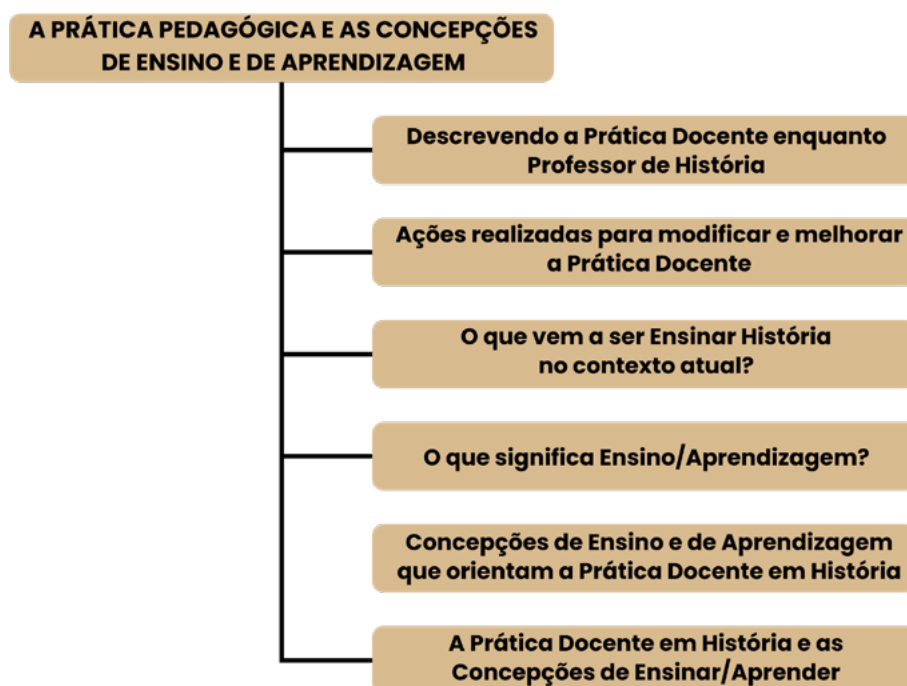 A PRÁTICA PEDAGÓGICA E AS CONCEPÇÕES
DE ENSINO E DE APRENDIZAGEM
Descrevendo a Prática Docente enquanto
Professor de História
Ações realizadas para modificar e melhorar
a Prática Docente
O que vem a ser Ensinar História
no contexto atual?
O que significa Ensino/Aprendizagem?
Concepções de Ensino e de Aprendizagem
que orientam a Prática Docente em História
A Prática Docente em História e as
Concepções de Ensinar/Aprender